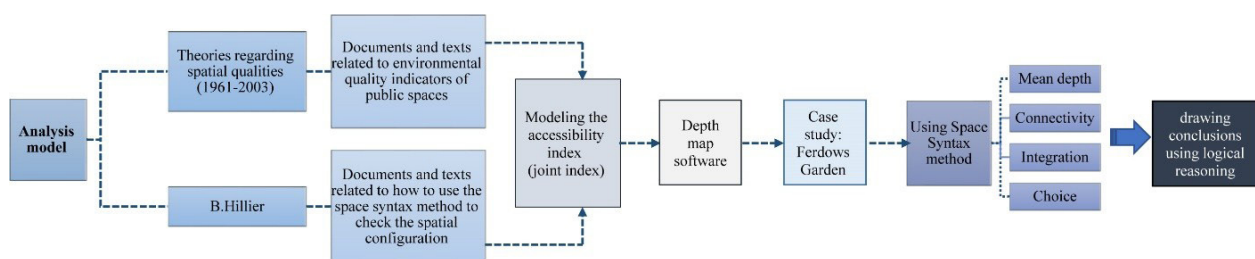 Analysis
model
Theories regarding
spatial qualities
(1961-2003)
Documents and texts
related to environmental
quality indicators of
public spaces
B.Hillier
Documents and texts
related to how to use the
space syntax method to
check the spatial
configuration
Modeling the
accessibility
index
(joint index)
Depth
map
software
Case
study:
Ferdows
Garden
Using Space
Syntax
method
Mean depth
Connectivity
Integration
Choice
drawing
conclusions
using logical
reasoning